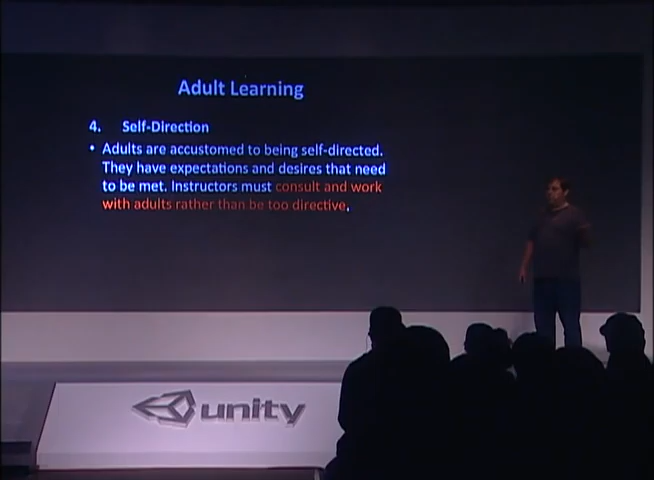 Adult Learning
4. Self-Direction
• Adults are accustomed to being self-directed.
They have expectations and desires that need
to be met. Instructors must consult and work
with adults rather than be too directive.
unity